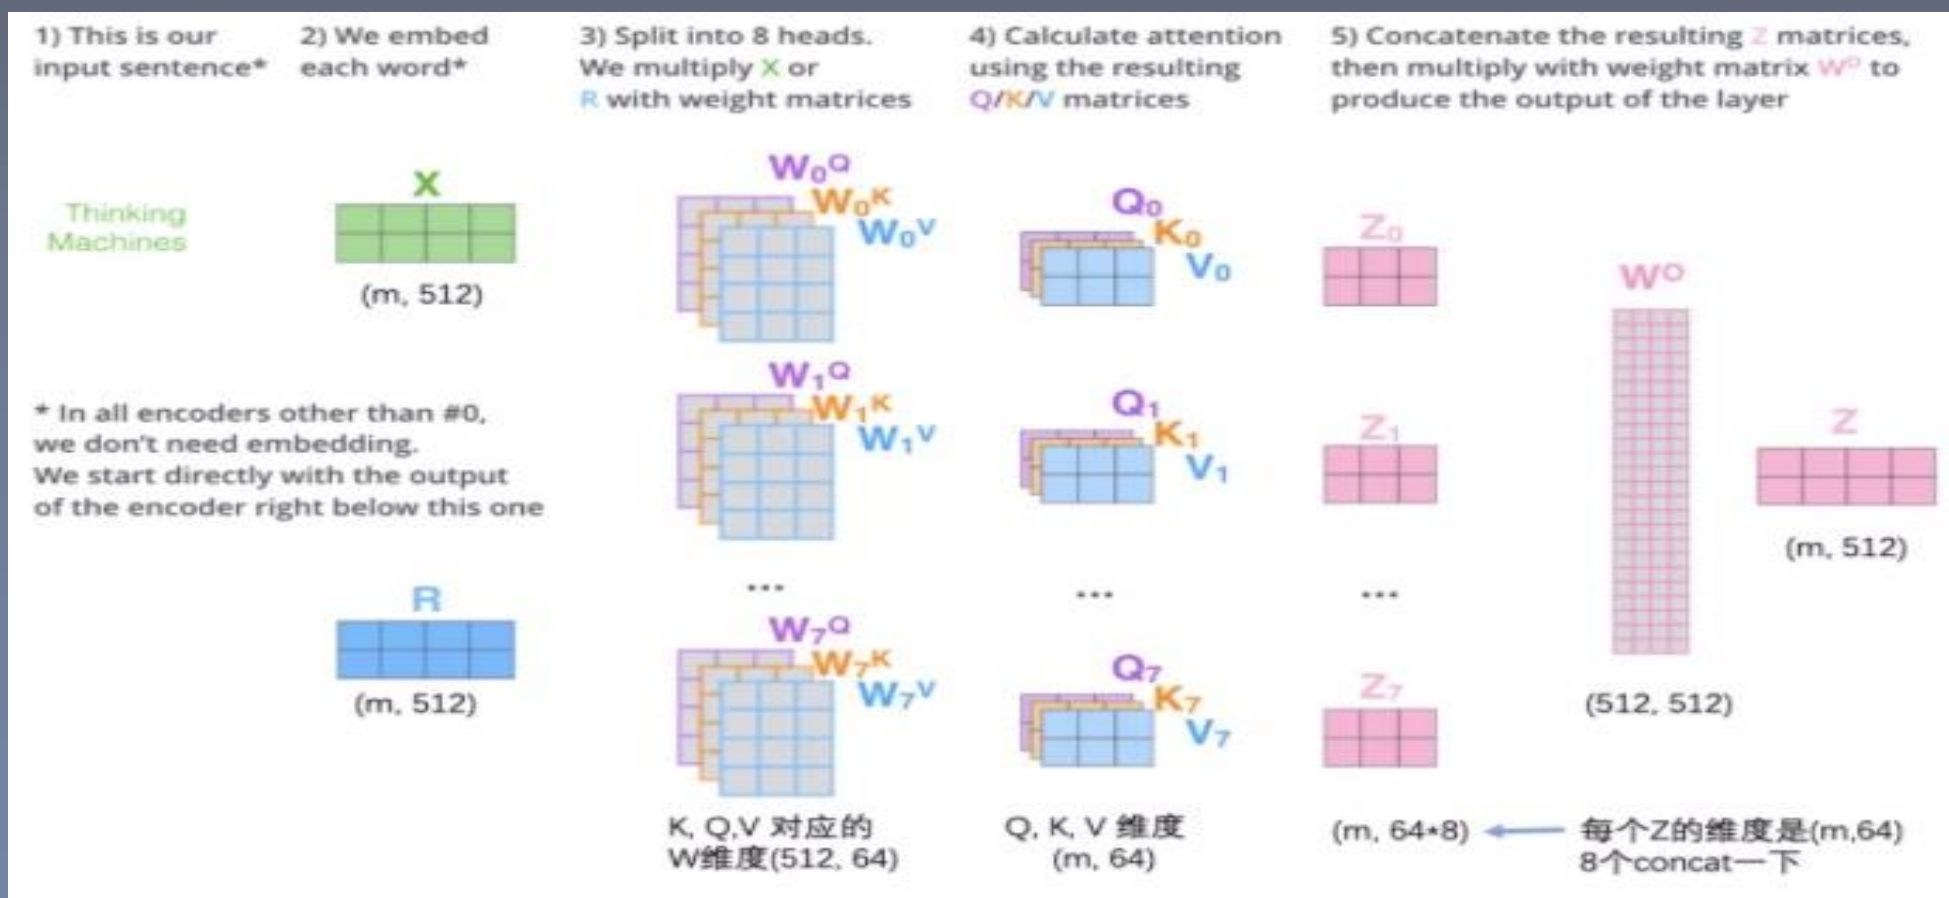 1) This is our
input sentence*
2) We embed
each word*
3) Split into 8 heads.
We multiply X or
R with weight matrices
4) Calculate attention
using the resulting
Q/K/V matrices
5) Concatenate the resulting Z matrices,
then multiply with weight matrix W^O to
produce the output of the layer
Thinking
Machines
X
(m, 512)
* In all encoders other than #0,
we don't need embedding.
We start directly with the output
of the encoder right below this one
R
(m, 512)
W0Q
W0K
W0V
W1Q
W1K
W1V
...
W7Q
W7K
W7V
K, Q,V 对应的
W维度(512, 64)
Q0
K0
V0
Q1
K1
V1
...
Q7
K7
V7
Q, K, V 维度
(m, 64)
Z0
Z1
...
Z7
(m, 64*8)
WO
(512, 512)
每个Z的维度是(m,64)
8个concat一下
Z
(m, 512)